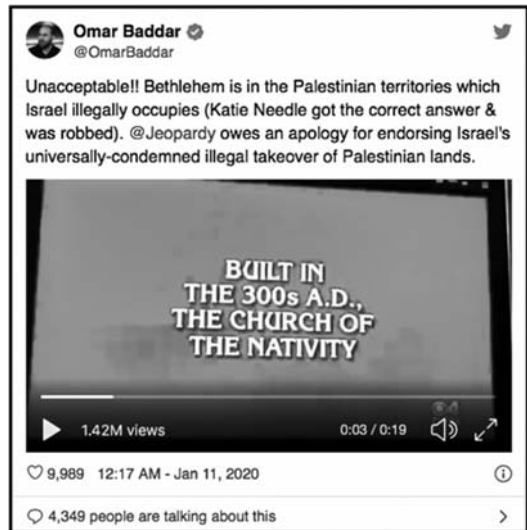 Omar Baddar
@OmarBaddar
Unacceptable!! Bethlehem is in the Palestinian territories which
Israel illegally occupies (Katie Needle got the correct answer &
was robbed). @Jeopardy owes an apology for endorsing Israel's
universally-condemned illegal takeover of Palestinian lands.
BUILT IN
THE 300s A.D.,
THE CHURCH OF
THE NATIVITY
1.42M views 0:03 / 0:19
9,989 12:17 AM - Jan 11, 2020
4,349 people are talking about this